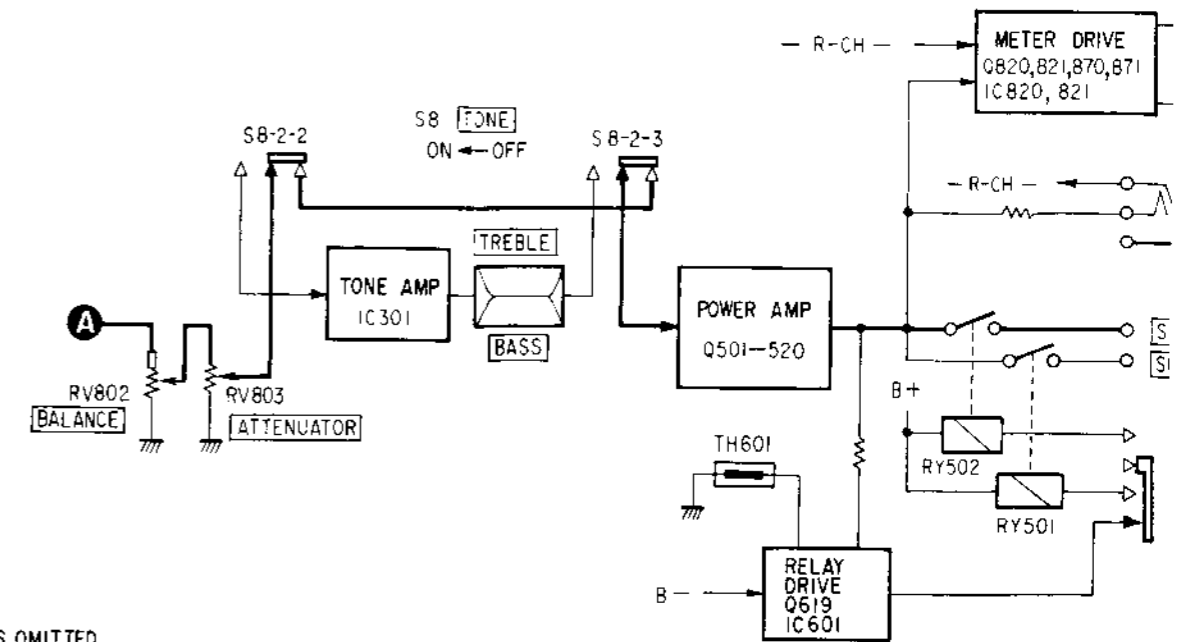 — R-CH —
METER DRIVE
Q820,821,870,871
IC820, 821
S8 TONE
ON ← OFF
S8-2-2
S8-2-3
— R-CH —
TREBLE
TONE AMP
IC301
BASS
POWER AMP
Q501—520
A
RV802
BALANCE
RV803
ATTENUATOR
B+
TH601
RY502
RY501
RELAY
DRIVE
Q619
IC601
B —
S OMITTED